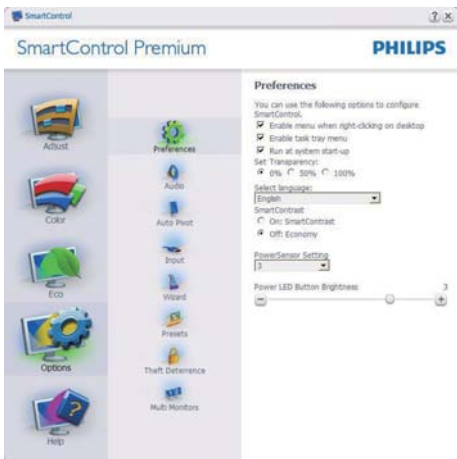 SmartControl
SmartControl Premium
PHILIPS
Adjust
Color
Eco
Options
Help
Preferences
Audio
Auto Pivot
Input
Wizard
Presets
Theft Deterrence
Multi Monitors
Preferences
You can use the following options to configure
SmartControl.
Enable menu when right-clicking on desktop
Enable task tray menu
Run at system start-up
Set Transparency:
0% 50% 100%
Select language:
English
SmartContrast
On: SmartContrast
Off: Economy
PowerSensor Setting
3
Power LED Button Brightness 3